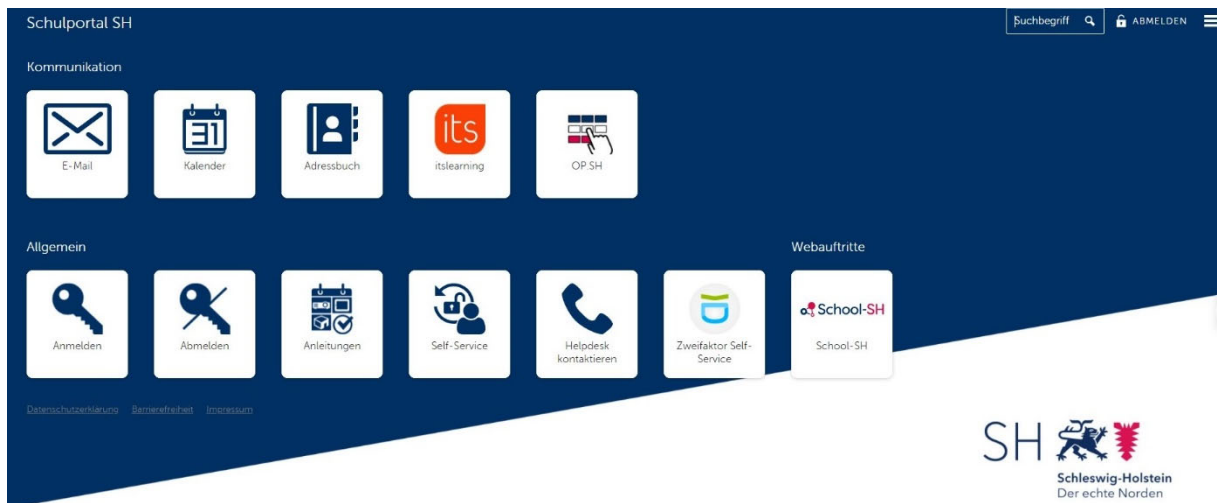 Schulportal SH
Suchbegriff
ABMELDEN
Kommunikation
31
its
E-Mail
Kalender
Adressbuch
itslearning
OP.SH
Allgemein
Webauftritte
School-SH
Anmelden
Abmelden
Anleitungen
Self-Service
Helpdesk kontaktieren
Zweifaktor Self-Service
School-SH
Datenschutzerklärung Barrierefreiheit Impressum
SH
Schleswig-Holstein
Der echte Norden